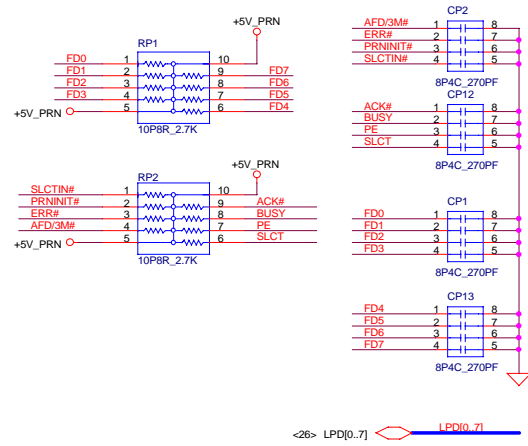 +5V_PRN
RP1
FD0 1 10
FD1 2 9 FD7
FD2 3 8 FD6
FD3 4 7 FD5
+5V_PRN 5 6 FD4
10P8R_2.7K
+5V_PRN
RP2
SLCTIN# 1 10
PRNINIT# 2 9 ACK#
ERR# 3 8 BUSY
AFD/3M# 4 7 PE
+5V_PRN 5 6 SLCT
10P8R_2.7K
CP2
AFD/3M# 1 8
ERR# 2 7
PRNINIT# 3 6
SLCTIN# 4 5
8P4C_270PF
CP12
ACK# 1 8
BUSY 2 7
PE 3 6
SLCT 4 5
8P4C_270PF
CP1
FD0 1 8
FD1 2 7
FD2 3 6
FD3 4 5
8P4C_270PF
CP13
FD4 1 8
FD5 2 7
FD6 3 6
FD7 4 5
8P4C_270PF
<26> LPD[0..7] LPD[0..7]